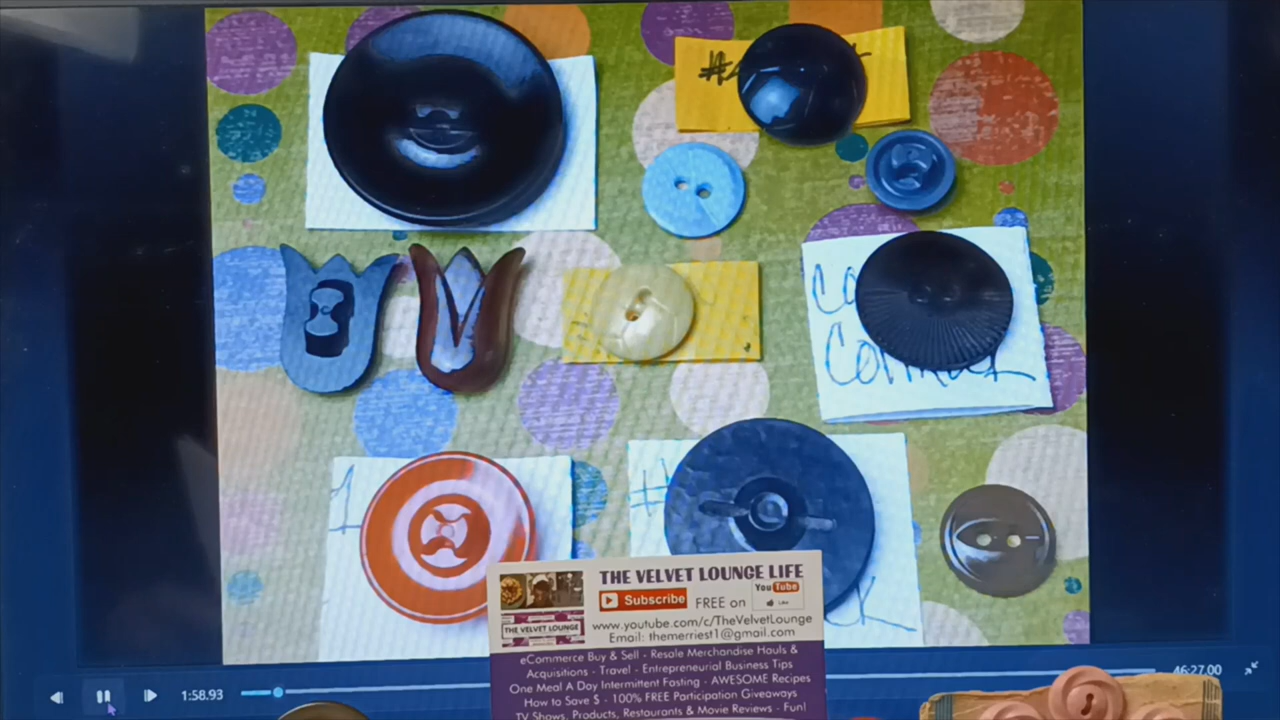 THE VELVET LOUNGE LIFE
Subscribe FREE on YouTube
Like
THE VELVET LOUNGE
www.youtube.com/c/TheVelvetLounge
Email: themerriest1@gmail.com
eCommerce Buy & Sell - Resale Merchandise Hauls &
Acquisitions - Travel - Entrepreneurial Business Tips
One Meal A Day Intermittent Fasting - AWESOME Recipes
How to Save $ - 100% FREE Participation Giveaways
TV Shows, Products, Restaurants & Movie Reviews - Fun!
1:58.93
46:27.00